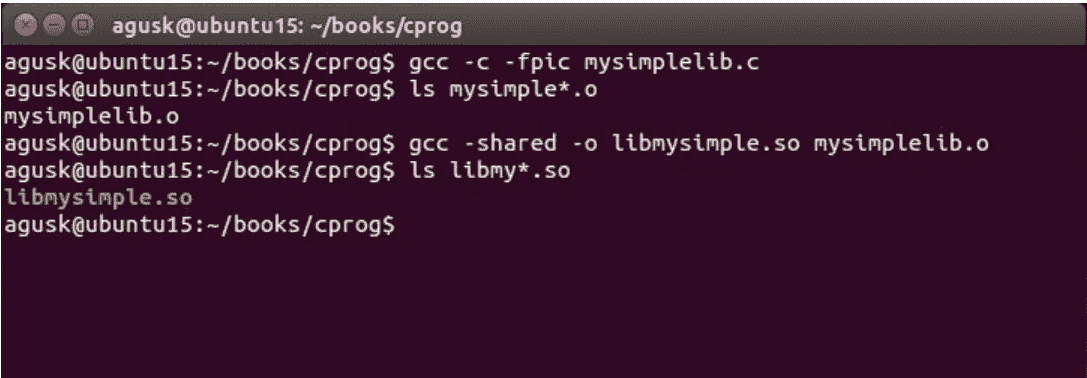 agusk@ubuntu15: ~/books/cprog
agusk@ubuntu15:~/books/cprog$ gcc -c -fpic mysimplelib.c
agusk@ubuntu15:~/books/cprog$ ls mysimple*.o
mysimplelib.o
agusk@ubuntu15:~/books/cprog$ gcc -shared -o libmysimple.so mysimplelib.o
agusk@ubuntu15:~/books/cprog$ ls libmy*.so
libmysimple.so
agusk@ubuntu15:~/books/cprog$